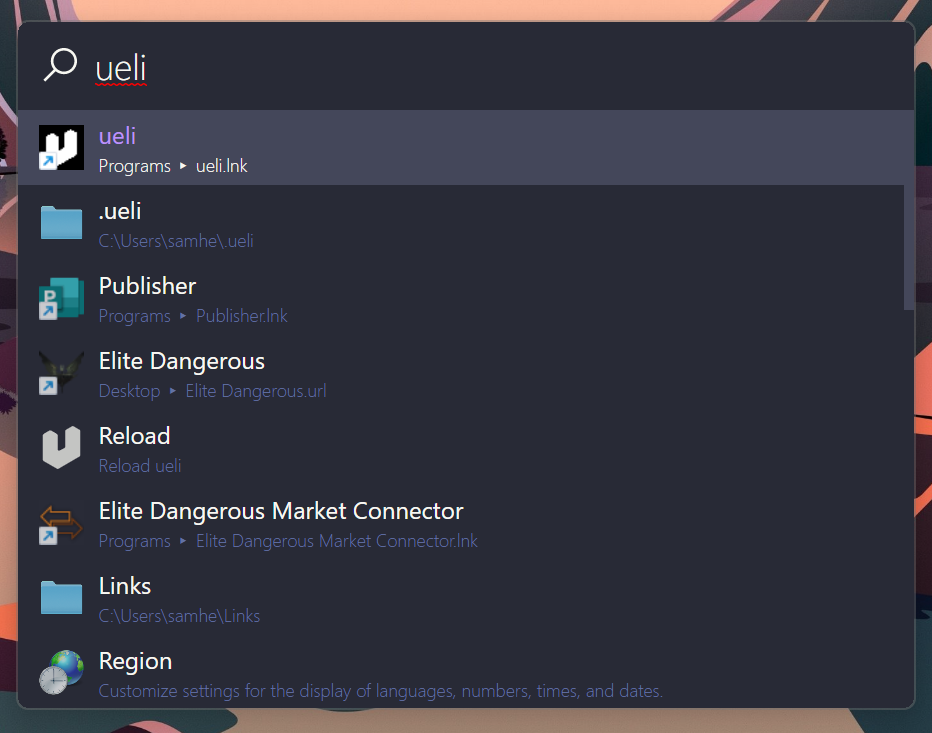 ueli
ueli
Programs ▸ ueli.lnk
.ueli
C:\Users\samhe\.ueli
Publisher
Programs ▸ Publisher.lnk
Elite Dangerous
Desktop ▸ Elite Dangerous.url
Reload
Reload ueli
Elite Dangerous Market Connector
Programs ▸ Elite Dangerous Market Connector.lnk
Links
C:\Users\samhe\Links
Region
Customize settings for the display of languages, numbers, times, and dates.